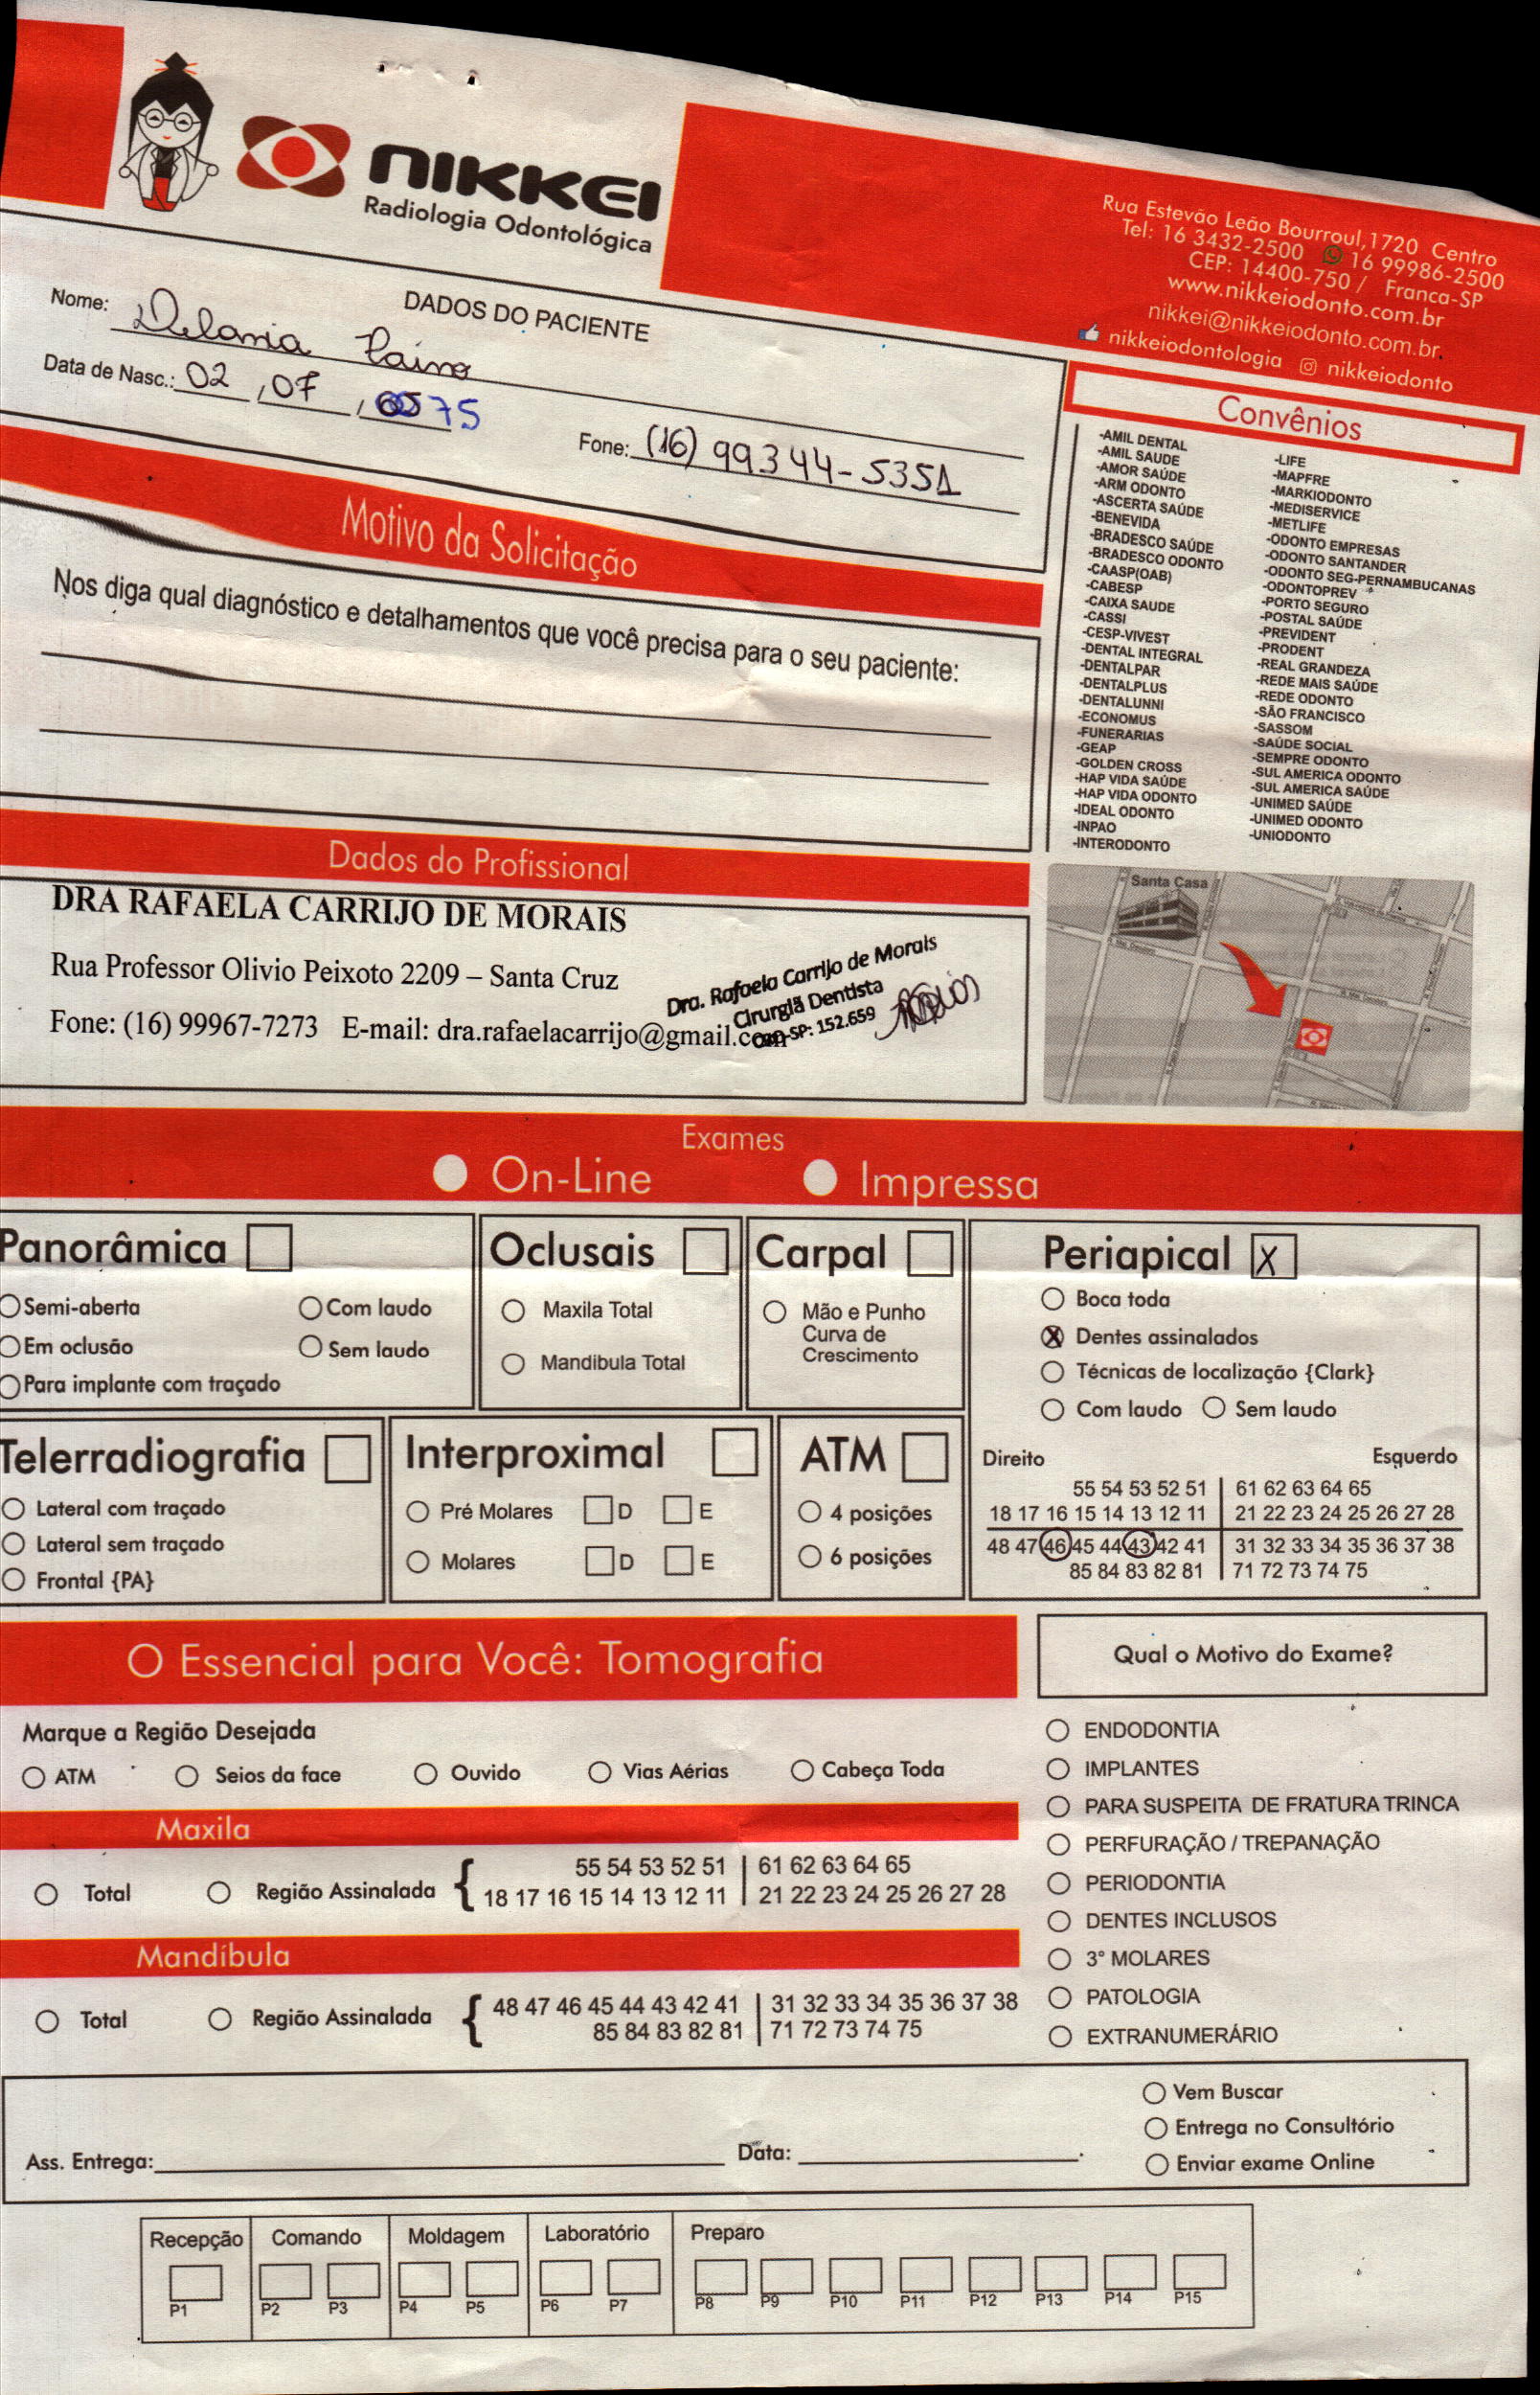 NIKKEI
Radiologia Odontológica
Rua Estevão Leão Bourroul,1720 Centro
Tel: 16 3432-2500 16 99986-2500
CEP: 14400-750 / Franca-SP
www.nikkeiodonto.com.br
nikkei@nikkeiodonto.com.br
nikkeiodontologia nikkeiodonto
DADOS DO PACIENTE
Nome: Delania
Data de Nasc.: 02 , 07 , 75
Fone: (16) 99344-5351
Motivo da Solicitação
Nos diga qual diagnóstico e detalhamentos que você precisa para o seu paciente:
Convênios
-AMIL DENTAL
-AMIL SAUDE
-AMOR SAÚDE
-ARM ODONTO
-ASCERTA SAÚDE
-BENEVIDA
-BRADESCO SAÚDE
-BRADESCO ODONTO
-CAASP(OAB)
-CABESP
-CAIXA SAUDE
-CASSI
-CESP-VIVEST
-DENTAL INTEGRAL
-DENTALPAR
-DENTALPLUS
-DENTALUNNI
-ECONOMUS
-FUNERARIAS
-GEAP
-GOLDEN CROSS
-HAP VIDA SAÚDE
-HAP VIDA ODONTO
-IDEAL ODONTO
-INPAO
-INTERODONTO
-LIFE
-MAPFRE
-MARKIODONTO
-MEDISERVICE
-METLIFE
-ODONTO EMPRESAS
-ODONTO SANTANDER
-ODONTO SEG-PERNAMBUCANAS
-ODONTOPREV
-PORTO SEGURO
-POSTAL SAÚDE
-PREVIDENT
-PRODENT
-REAL GRANDEZA
-REDE MAIS SAÚDE
-REDE ODONTO
-SÃO FRANCISCO
-SASSOM
-SAÚDE SOCIAL
-SEMPRE ODONTO
-SUL AMERICA ODONTO
-SUL AMERICA SAÚDE
-UNIMED SAÚDE
-UNIMED ODONTO
-UNIODONTO
Santa Casa
Dados do Profissional
DRA RAFAELA CARRIJO DE MORAIS
Rua Professor Olivio Peixoto 2209 – Santa Cruz
Fone: (16) 99967-7273 E-mail: dra.rafaelacarrijo@gmail.com
Dra. Rafaela Carrijo de Morais
Cirurgiã Dentista
CRO-SP: 152.659
Exames
On-Line Impressa
Panorâmica
Semi-aberta Com laudo
Em oclusão Sem laudo
Para implante com traçado
Oclusais
Maxila Total
Mandibula Total
Carpal
Mão e Punho
Curva de
Crescimento
Periapical X
Boca toda
X Dentes assinalados
Técnicas de localização {Clark}
Com laudo Sem laudo
Direito Esquerdo
55 54 53 52 51 | 61 62 63 64 65
18 17 16 15 14 13 12 11 | 21 22 23 24 25 26 27 28
48 47 46 45 44 43 42 41 | 31 32 33 34 35 36 37 38
85 84 83 82 81 | 71 72 73 74 75
Telerradiografia
Lateral com traçado
Lateral sem traçado
Frontal {PA}
Interproximal
Pré Molares D E
Molares D E
ATM
4 posições
6 posições
O Essencial para Você: Tomografia
Marque a Região Desejada
ATM Seios da face Ouvido Vias Aérias Cabeça Toda
Maxila
Total Região Assinalada {
55 54 53 52 51 | 61 62 63 64 65
18 17 16 15 14 13 12 11 | 21 22 23 24 25 26 27 28
Mandíbula
Total Região Assinalada {
48 47 46 45 44 43 42 41 | 31 32 33 34 35 36 37 38
85 84 83 82 81 | 71 72 73 74 75
Qual o Motivo do Exame?
ENDODONTIA
IMPLANTES
PARA SUSPEITA DE FRATURA TRINCA
PERFURAÇÃO / TREPANAÇÃO
PERIODONTIA
DENTES INCLUSOS
3° MOLARES
PATOLOGIA
EXTRANUMERÁRIO
Ass. Entrega: Data:
Vem Buscar
Entrega no Consultório
Enviar exame Online
Recepção Comando Moldagem Laboratório Preparo
P1 P2 P3 P4 P5 P6 P7 P8 P9 P10 P11 P12 P13 P14 P15